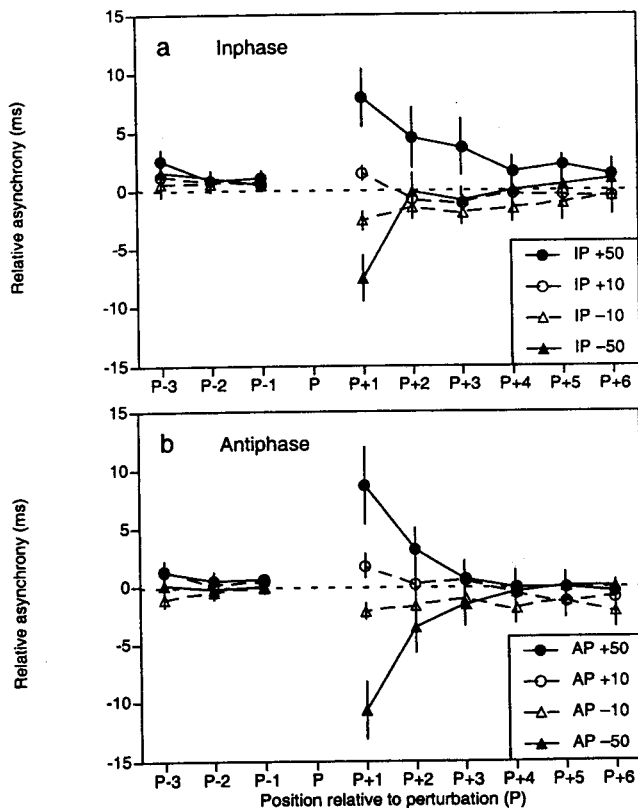 15
a Inphase
10
5
0
-5
-10
-15
Relative asynchrony (ms)
IP +50
IP +10
IP −10
IP −50
P-3 P-2 P-1 P P+1 P+2 P+3 P+4 P+5 P+6
15
b Antiphase
10
5
0
-5
-10
-15
Relative asynchrony (ms)
AP +50
AP +10
AP −10
AP −50
P-3 P-2 P-1 P P+1 P+2 P+3 P+4 P+5 P+6
Position relative to perturbation (P)